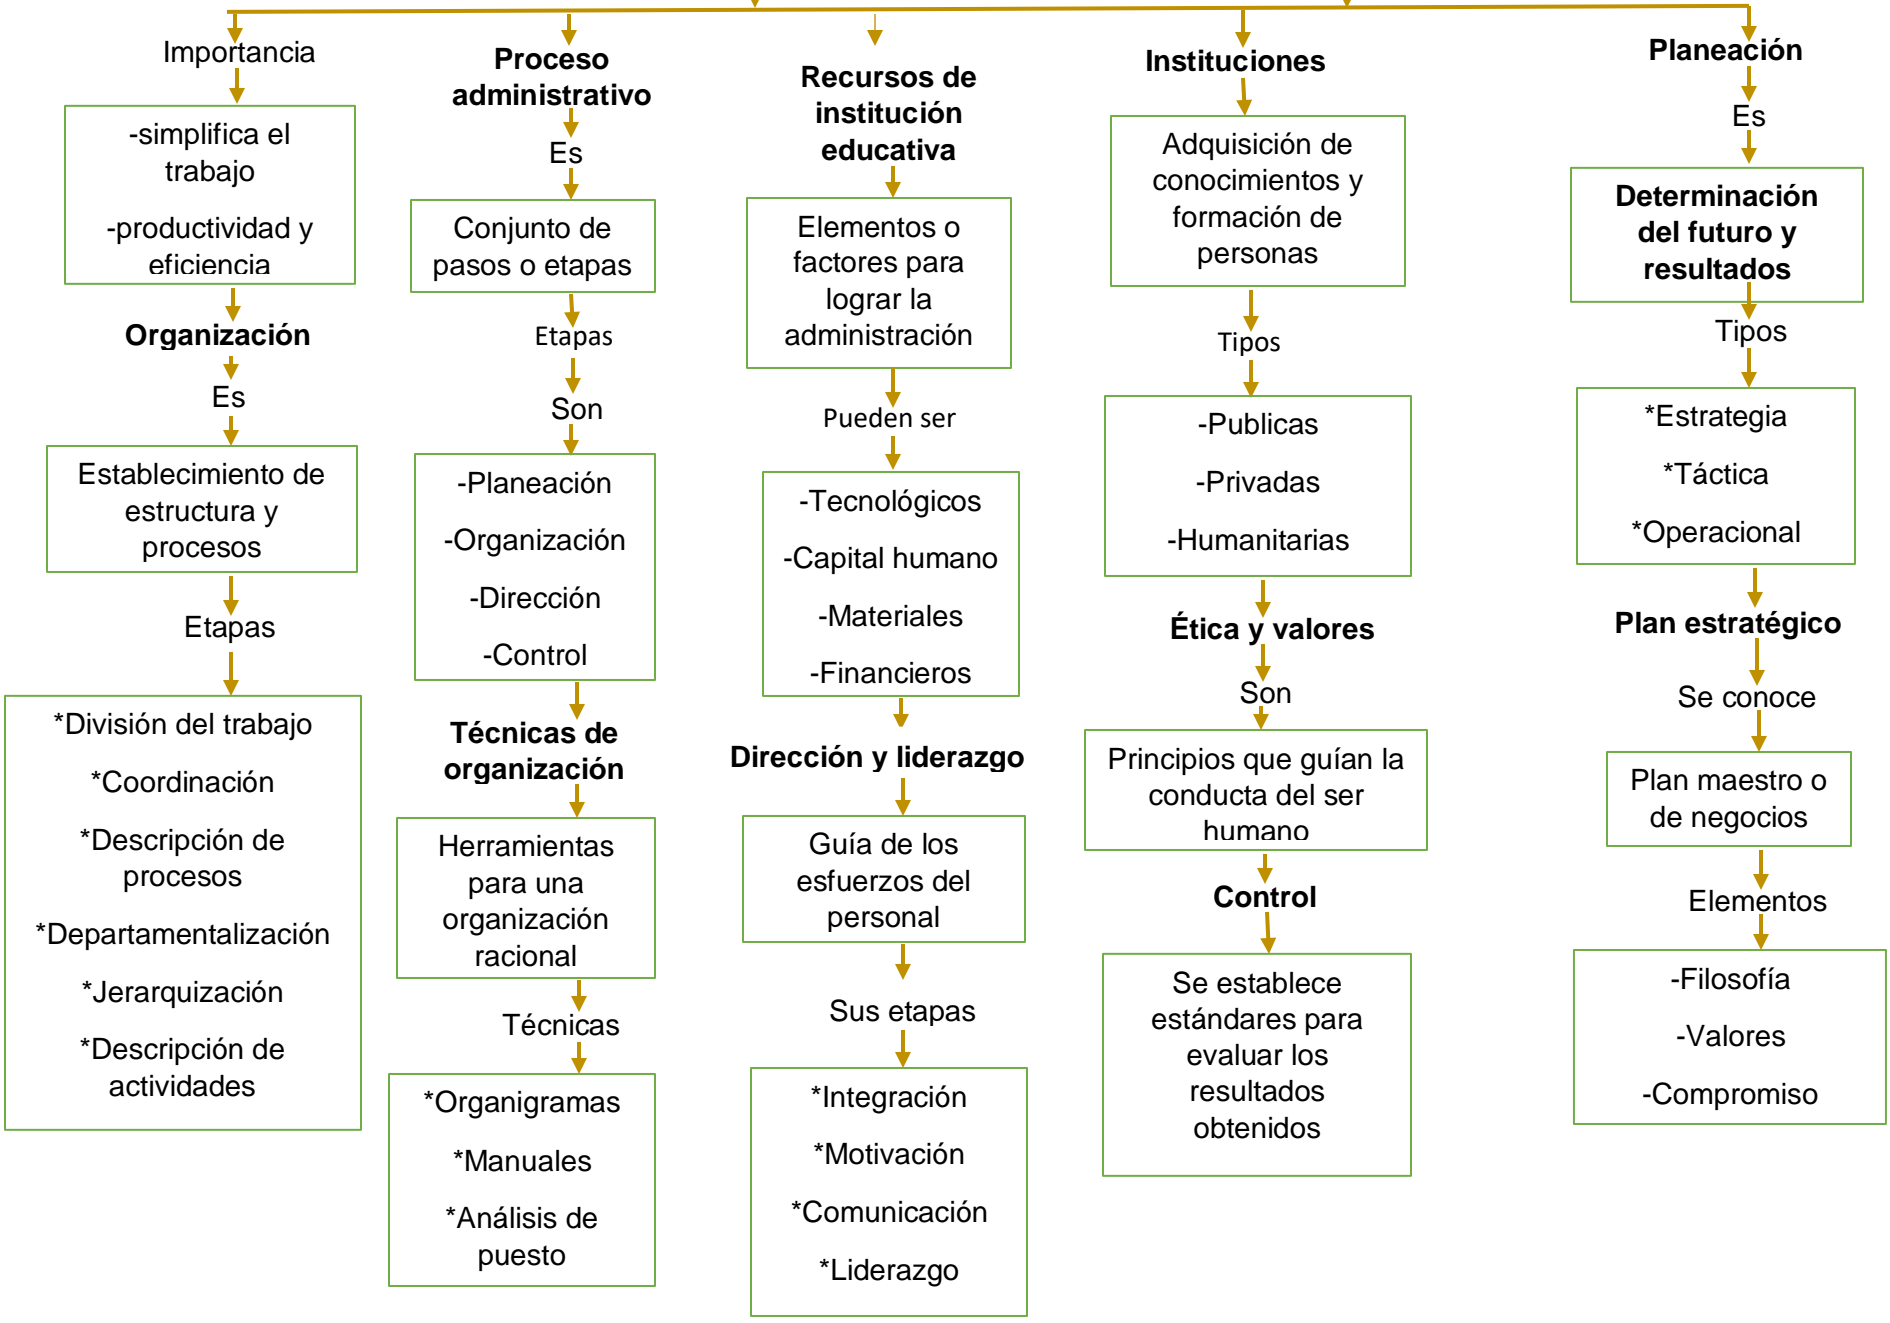 Importancia
-simplifica el
trabajo
-productividad y
eficiencia
Organización
Es
Establecimiento de
estructura y
procesos
Etapas
*División del trabajo
*Coordinación
*Descripción de
procesos
*Departamentalización
*Jerarquización
*Descripción de
actividades
Proceso
administrativo
Es
Conjunto de
pasos o etapas
Etapas
Son
-Planeación
-Organización
-Dirección
-Control
Técnicas de
organización
Herramientas
para una
organización
racional
Técnicas
*Organigramas
*Manuales
*Análisis de
puesto
Recursos de
institución
educativa
Elementos o
factores para
lograr la
administración
Pueden ser
-Tecnológicos
-Capital humano
-Materiales
-Financieros
Dirección y liderazgo
Guía de los
esfuerzos del
personal
Sus etapas
*Integración
*Motivación
*Comunicación
*Liderazgo
Instituciones
Adquisición de
conocimientos y
formación de
personas
Tipos
-Publicas
-Privadas
-Humanitarias
Ética y valores
Son
Principios que guían la
conducta del ser
humano
Control
Se establece
estándares para
evaluar los
resultados
obtenidos
Planeación
Es
Determinación
del futuro y
resultados
Tipos
*Estrategia
*Táctica
*Operacional
Plan estratégico
Se conoce
Plan maestro o
de negocios
Elementos
-Filosofía
-Valores
-Compromiso